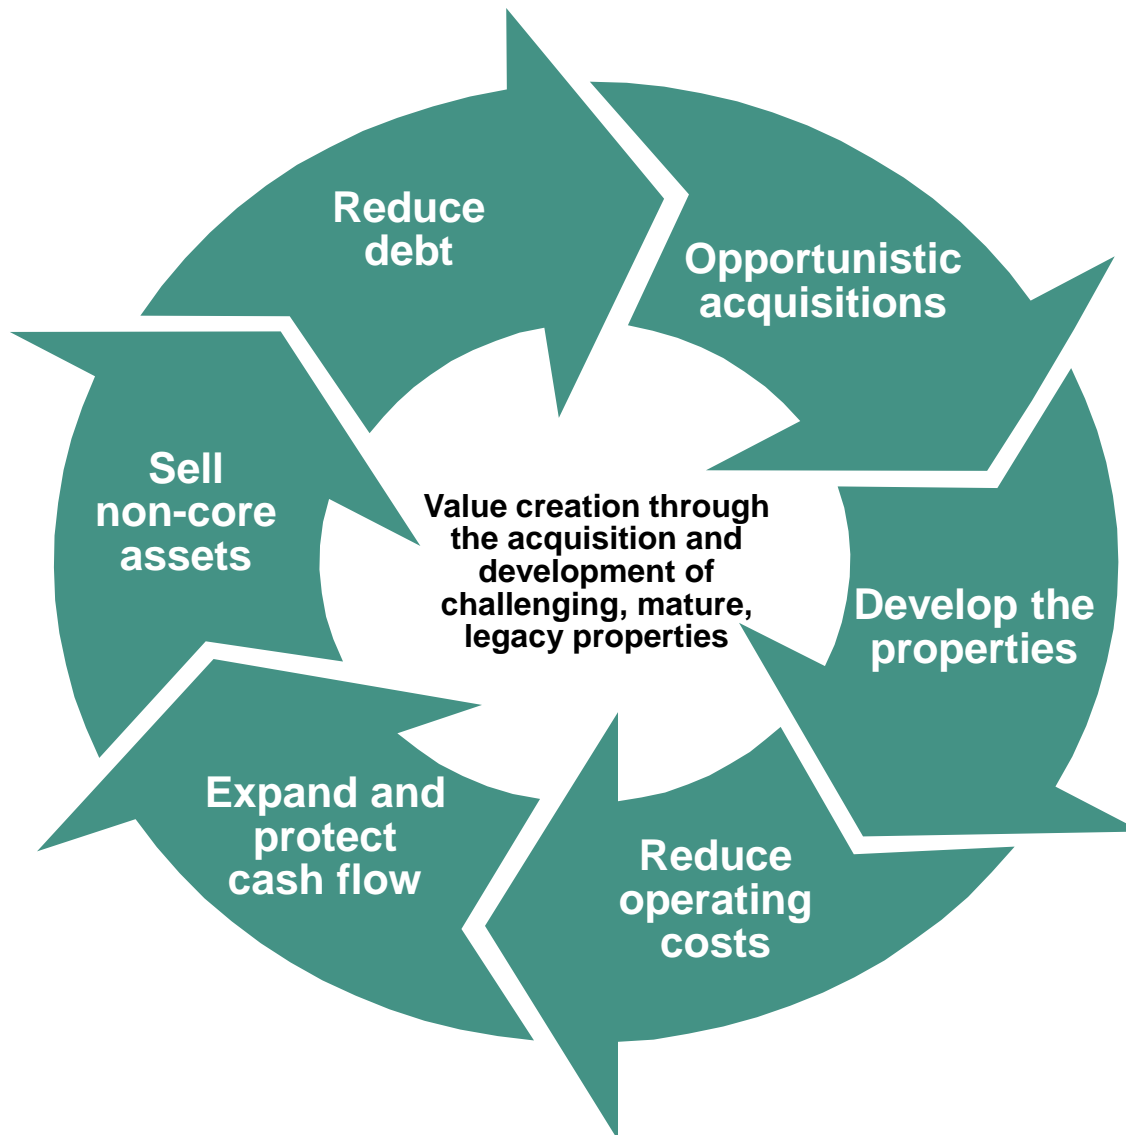 Reduce
debt
Opportunistic
acquisitions
Sell
non-core
assets
Value creation through
the acquisition and
development of
challenging, mature,
legacy properties
Develop the
properties
Expand and
protect
cash flow
Reduce
operating
costs